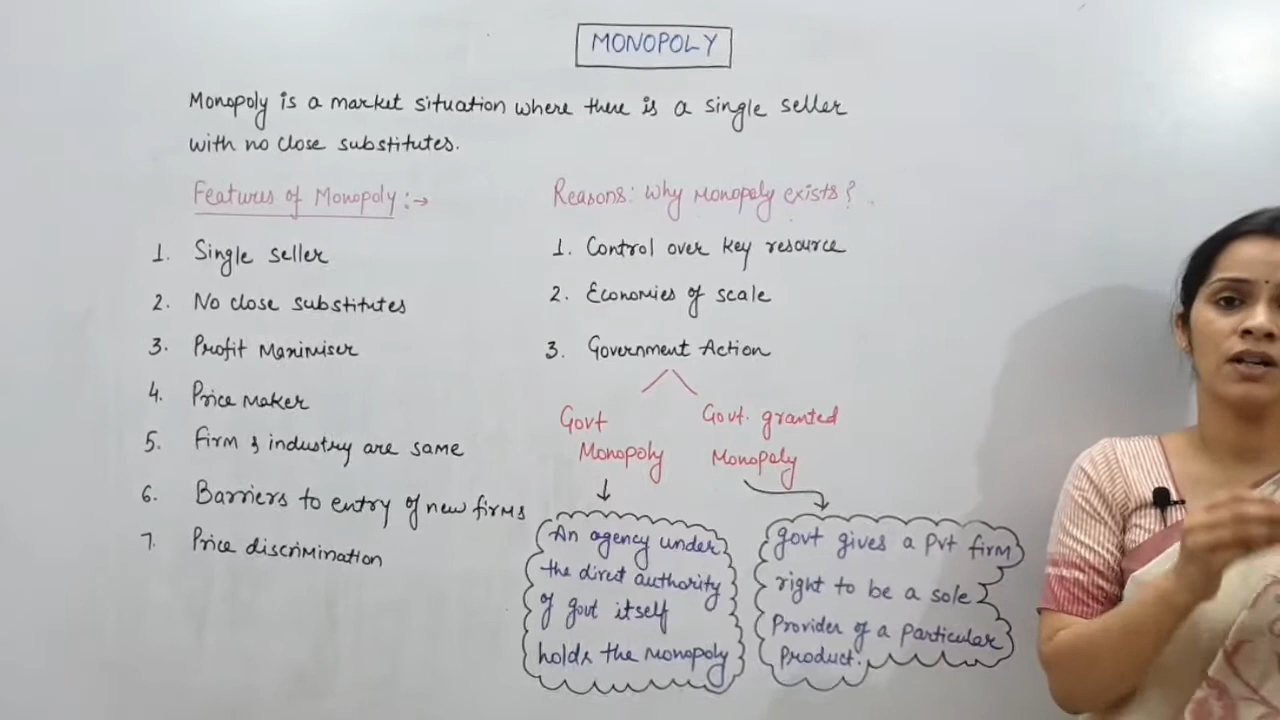 MONOPOLY
Monopoly is a market situation where there is a single seller
with no close substitutes.
Features of Monopoly :→
1. Single seller
2. No close substitutes
3. Profit Maximiser
4. Price Maker
5. Firm & industry are same
6. Barriers to entry of new firms
7. Price discrimination
Reasons: Why Monopoly exists?
1. Control over key resource
2. Economies of scale
3. Government Action
Govt
Monopoly
Govt. granted
Monopoly
An agency under
the direct authority
of govt itself
holds the monopoly
govt gives a pvt firm
right to be a sole
Provider of a particular
Product.